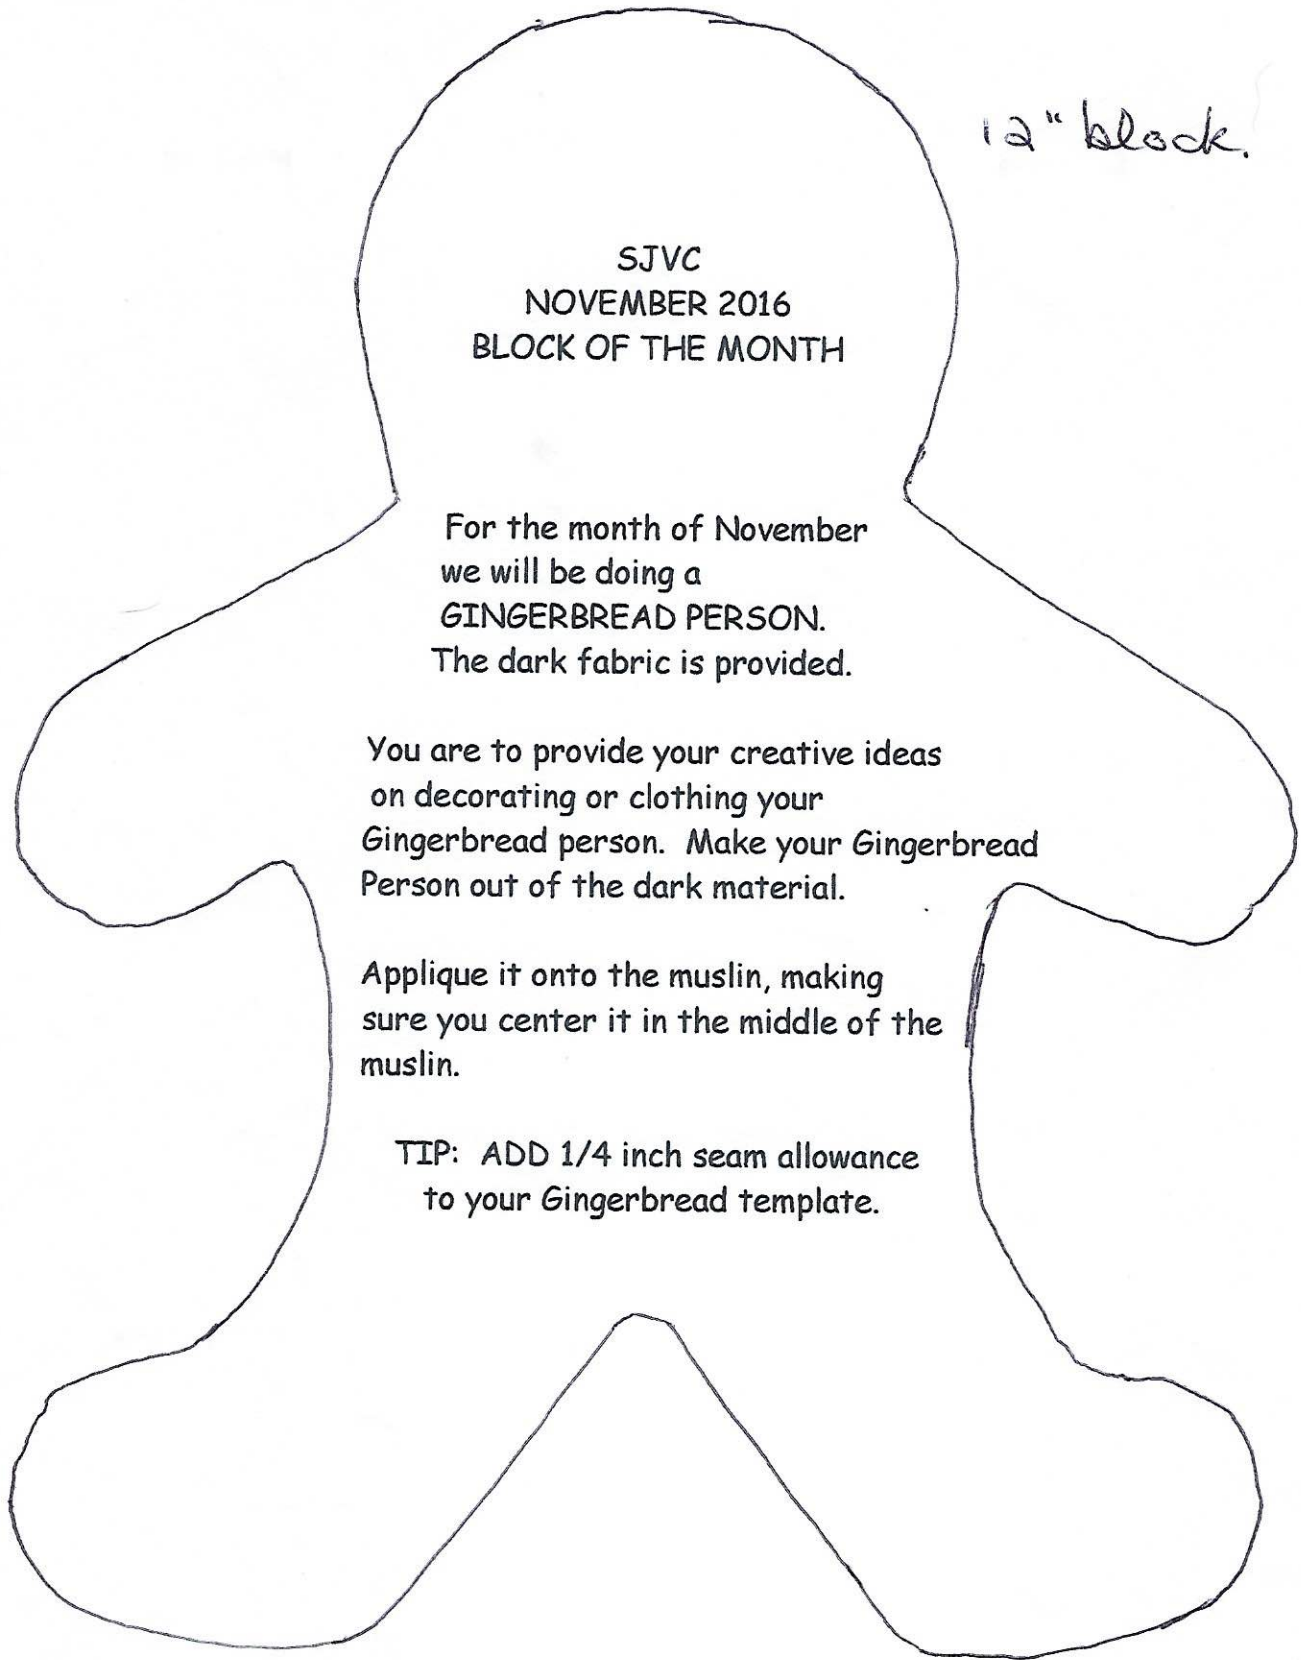 12" block.
SJVC
NOVEMBER 2016
BLOCK OF THE MONTH
For the month of November
we will be doing a
GINGERBREAD PERSON.
The dark fabric is provided.
You are to provide your creative ideas
on decorating or clothing your
Gingerbread person. Make your Gingerbread
Person out of the dark material.
Applique it onto the muslin, making
sure you center it in the middle of the
muslin.
TIP: ADD 1/4 inch seam allowance
to your Gingerbread template.